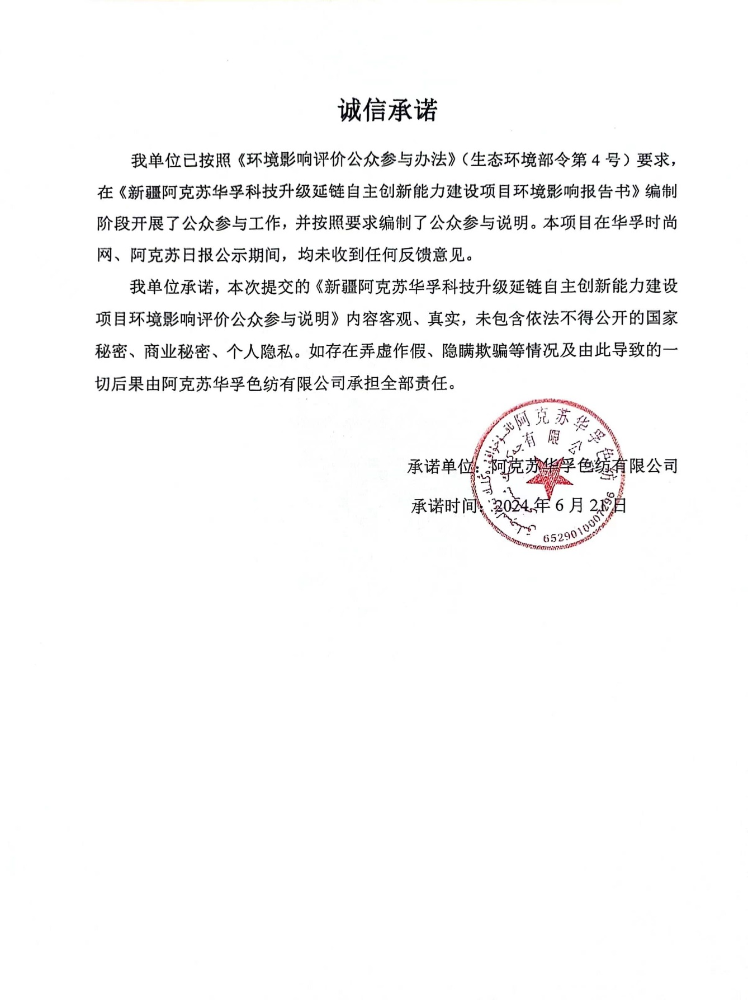 诚信承诺
我单位已按照《环境影响评价公众参与办法》（生态环境部令第 4 号）要求，
在《新疆阿克苏华孚科技升级延链自主创新能力建设项目环境影响报告书》编制
阶段开展了公众参与工作，并按照要求编制了公众参与说明。本项目在华孚时尚
网、阿克苏日报公示期间，均未收到任何反馈意见。
我单位承诺，本次提交的《新疆阿克苏华孚科技升级延链自主创新能力建设
项目环境影响评价公众参与说明》内容客观、真实，未包含依法不得公开的国家
秘密、商业秘密、个人隐私。如存在弄虚作假、隐瞒欺骗等情况及由此导致的一
切后果由阿克苏华孚色纺有限公司承担全部责任。
承诺单位：阿克苏华孚色纺有限公司
承诺时间：2024 年 6 月 21 日
阿克苏华孚色纺
有限公司
6529010007296